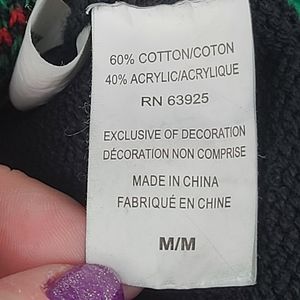 60% COTTON/COTON
40% ACRYLIC/ACRYLIQUE
RN 63925
EXCLUSIVE OF DECORATION
DÉCORATION NON COMPRISE
MADE IN CHINA
FABRIQUÉ EN CHINE
M/M